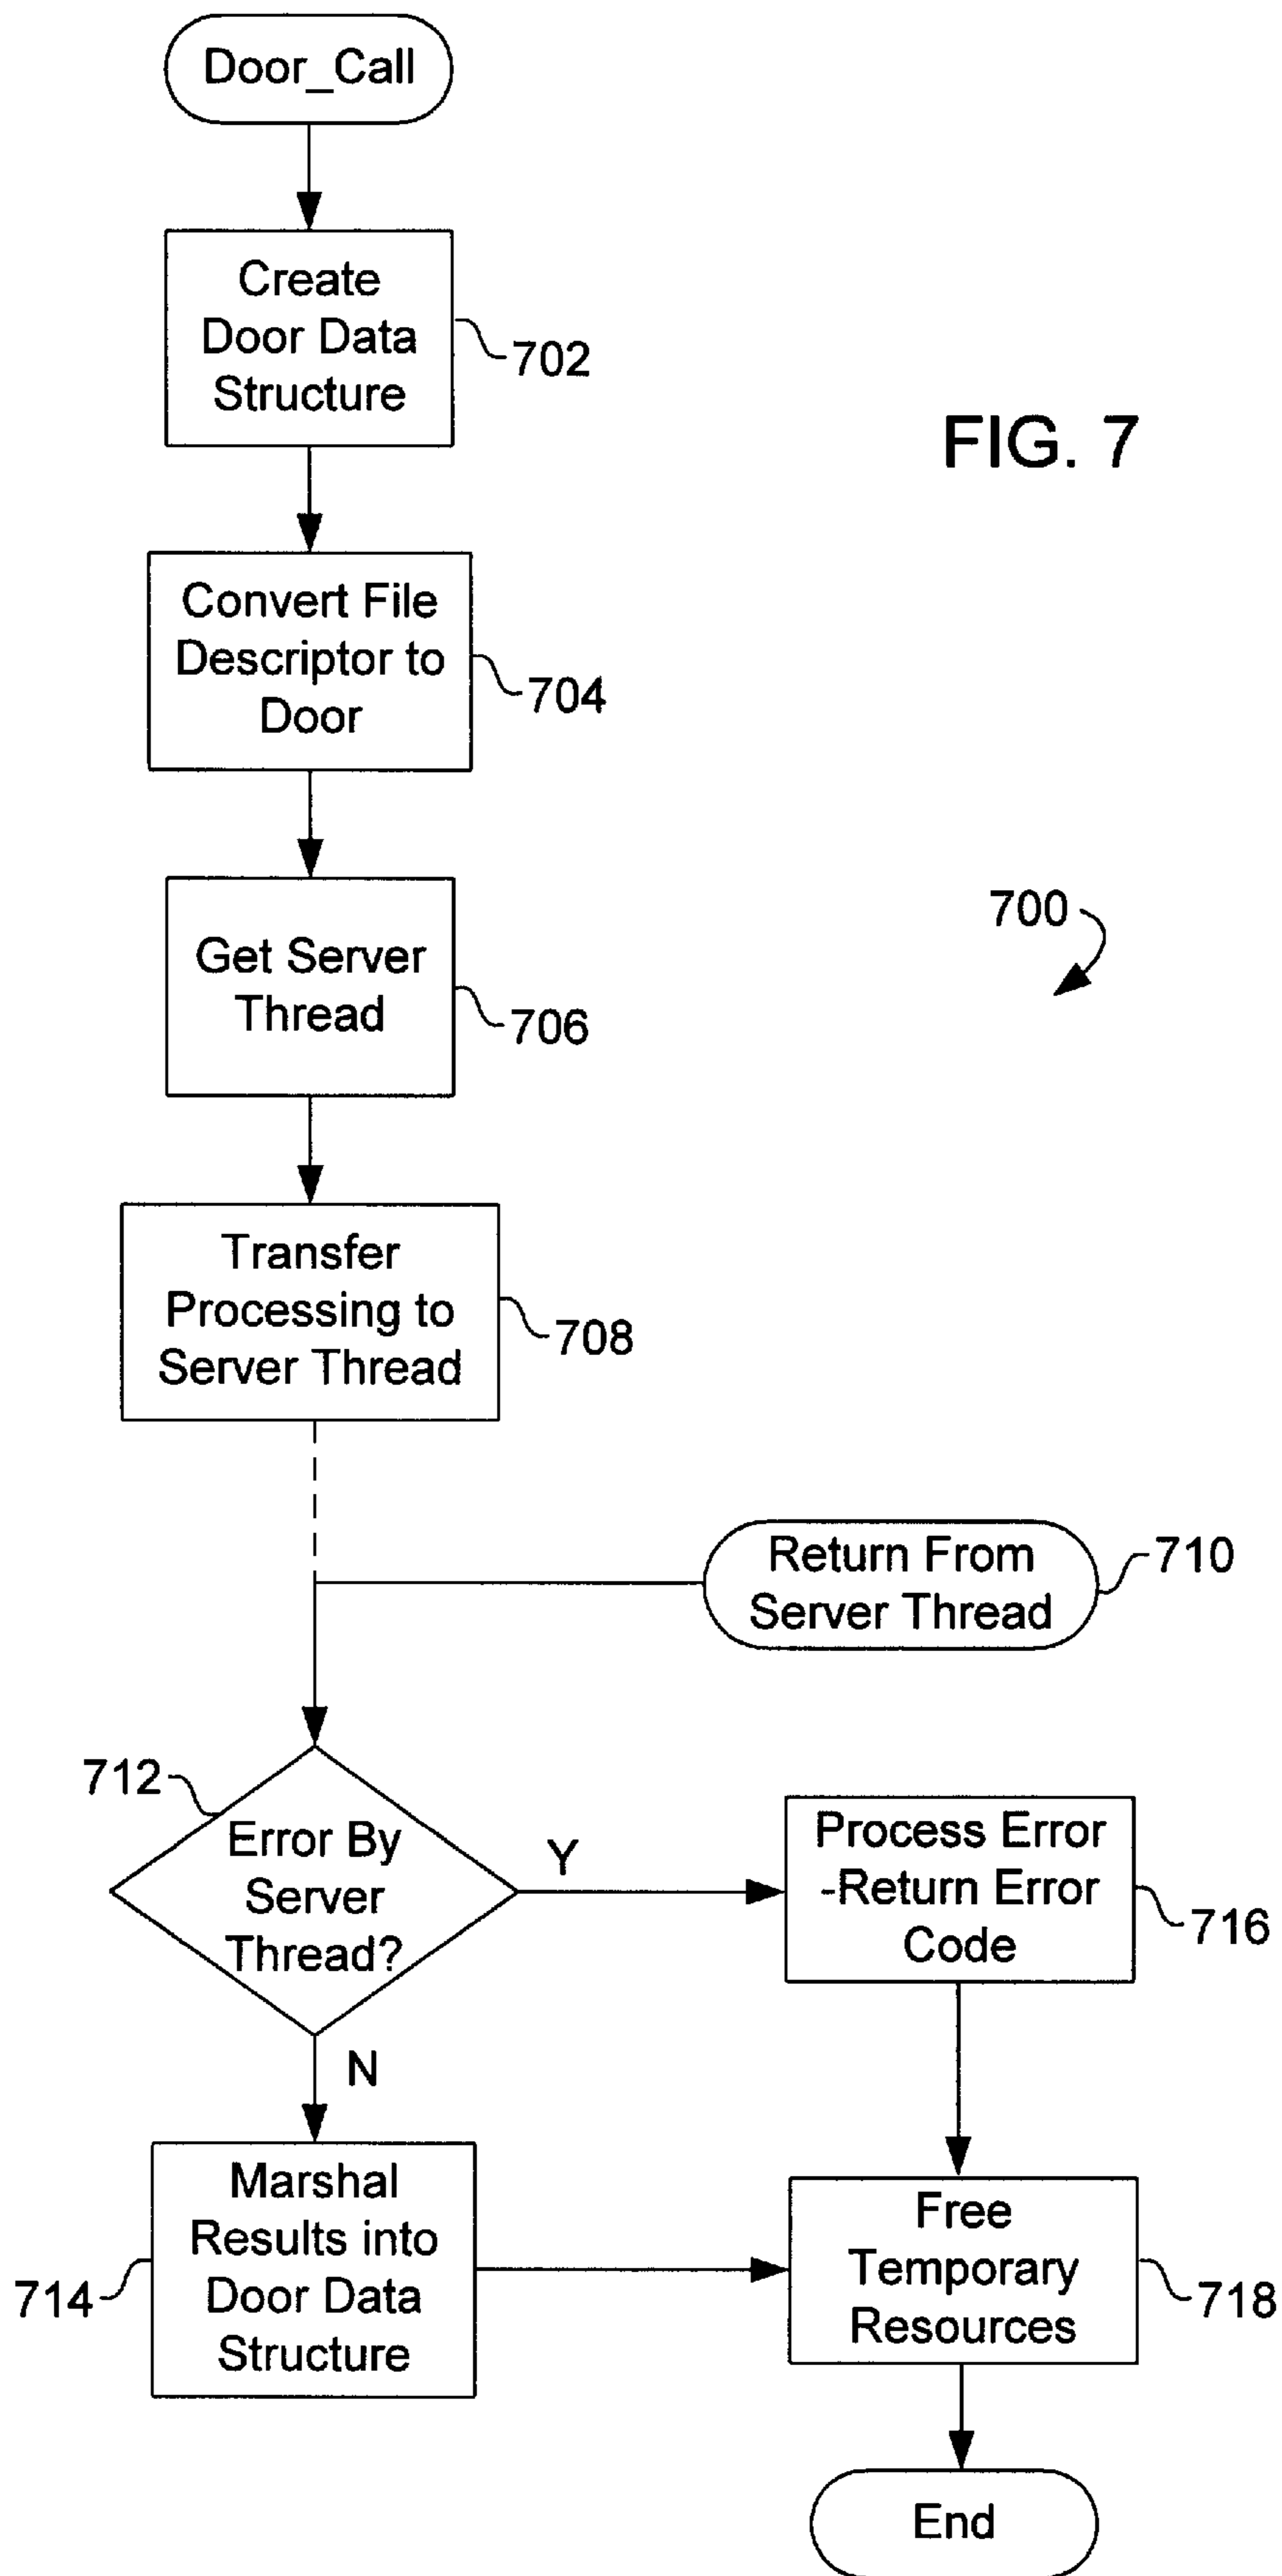 Door_Call
Create
Door Data
Structure
702
FIG. 7
Convert File
Descriptor to
Door
704
Get Server
Thread
706
700
Transfer
Processing to
Server Thread
708
Return From
Server Thread
710
712
Error By
Server
Thread?
Y
Process Error
-Return Error
Code
716
N
Marshal
Results into
Door Data
Structure
714
Free
Temporary
Resources
718
End